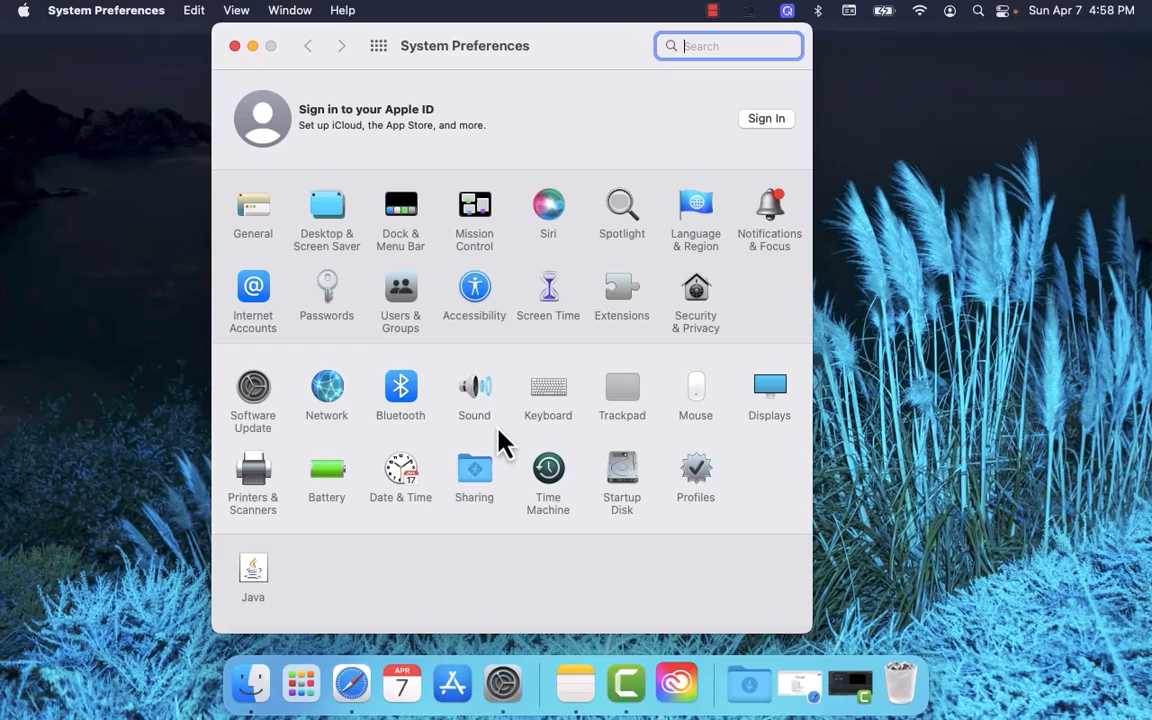 System Preferences Edit View Window Help Sun Apr 7 4:58 PM
System Preferences Search
Sign in to your Apple ID
Set up iCloud, the App Store, and more.
Sign In
General Desktop & Screen Saver Dock & Menu Bar Mission Control Siri Spotlight Language & Region Notifications & Focus
Internet Accounts Passwords Users & Groups Accessibility Screen Time Extensions Security & Privacy
Software Update Network Bluetooth Sound Keyboard Trackpad Mouse Displays
Printers & Scanners Battery Date & Time Sharing Time Machine Startup Disk Profiles
JUL
17
Java
APR
7